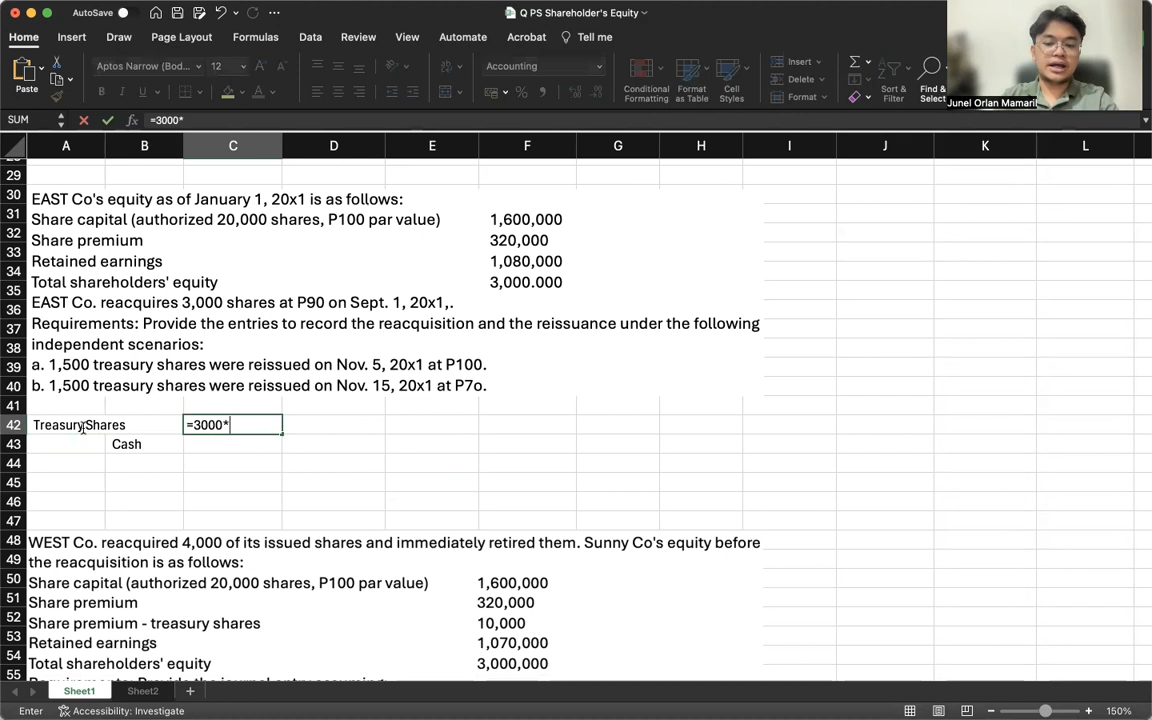 AutoSave
Q PS Shareholder's Equity
Home Insert Draw Page Layout Formulas Data Review View Automate Acrobat Tell me
Paste
Aptos Narrow (Bod...
12
B I U
Accounting
Conditional Formatting
Format as Table
Cell Styles
Insert
Delete
Format
Sort & Filter
Find & Select
Junel Orlan Mamaril
SUM fx =3000*
A B C D E F G H I J K L
29
30 EAST Co's equity as of January 1, 20x1 is as follows:
31 Share capital (authorized 20,000 shares, P100 par value) 1,600,000
32 Share premium 320,000
33 Retained earnings 1,080,000
34 Total shareholders' equity 3,000.000
35 EAST Co. reacquires 3,000 shares at P90 on Sept. 1, 20x1,.
36 Requirements: Provide the entries to record the reacquisition and the reissuance under the following
37 independent scenarios:
38 a. 1,500 treasury shares were reissued on Nov. 5, 20x1 at P100.
39 b. 1,500 treasury shares were reissued on Nov. 15, 20x1 at P7o.
40
41
42 Treasury Shares =3000*
43 Cash
44
45
46
47
48 WEST Co. reacquired 4,000 of its issued shares and immediately retired them. Sunny Co's equity before
49 the reacquisition is as follows:
50 Share capital (authorized 20,000 shares, P100 par value) 1,600,000
51 Share premium 320,000
52 Share premium - treasury shares 10,000
53 Retained earnings 1,070,000
54 Total shareholders' equity 3,000,000
55
Sheet1 Sheet2
Enter Accessibility: Investigate 150%